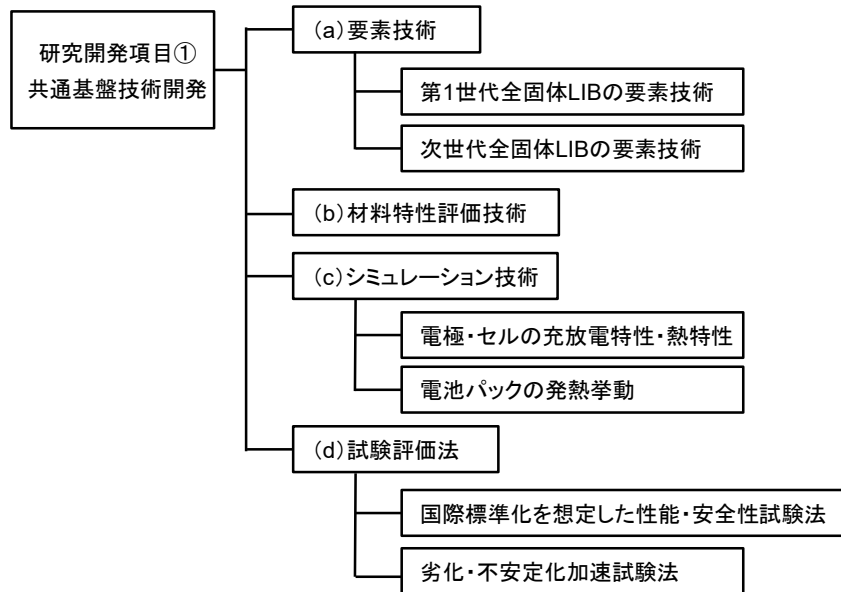 研究開発項目①
共通基盤技術開発
(a)要素技術
第1世代全固体LIBの要素技術
次世代全固体LIBの要素技術
(b)材料特性評価技術
(c)シミュレーション技術
電極・セルの充放電特性・熱特性
電池パックの発熱挙動
(d)試験評価法
国際標準化を想定した性能・安全性試験法
劣化・不安定化加速試験法